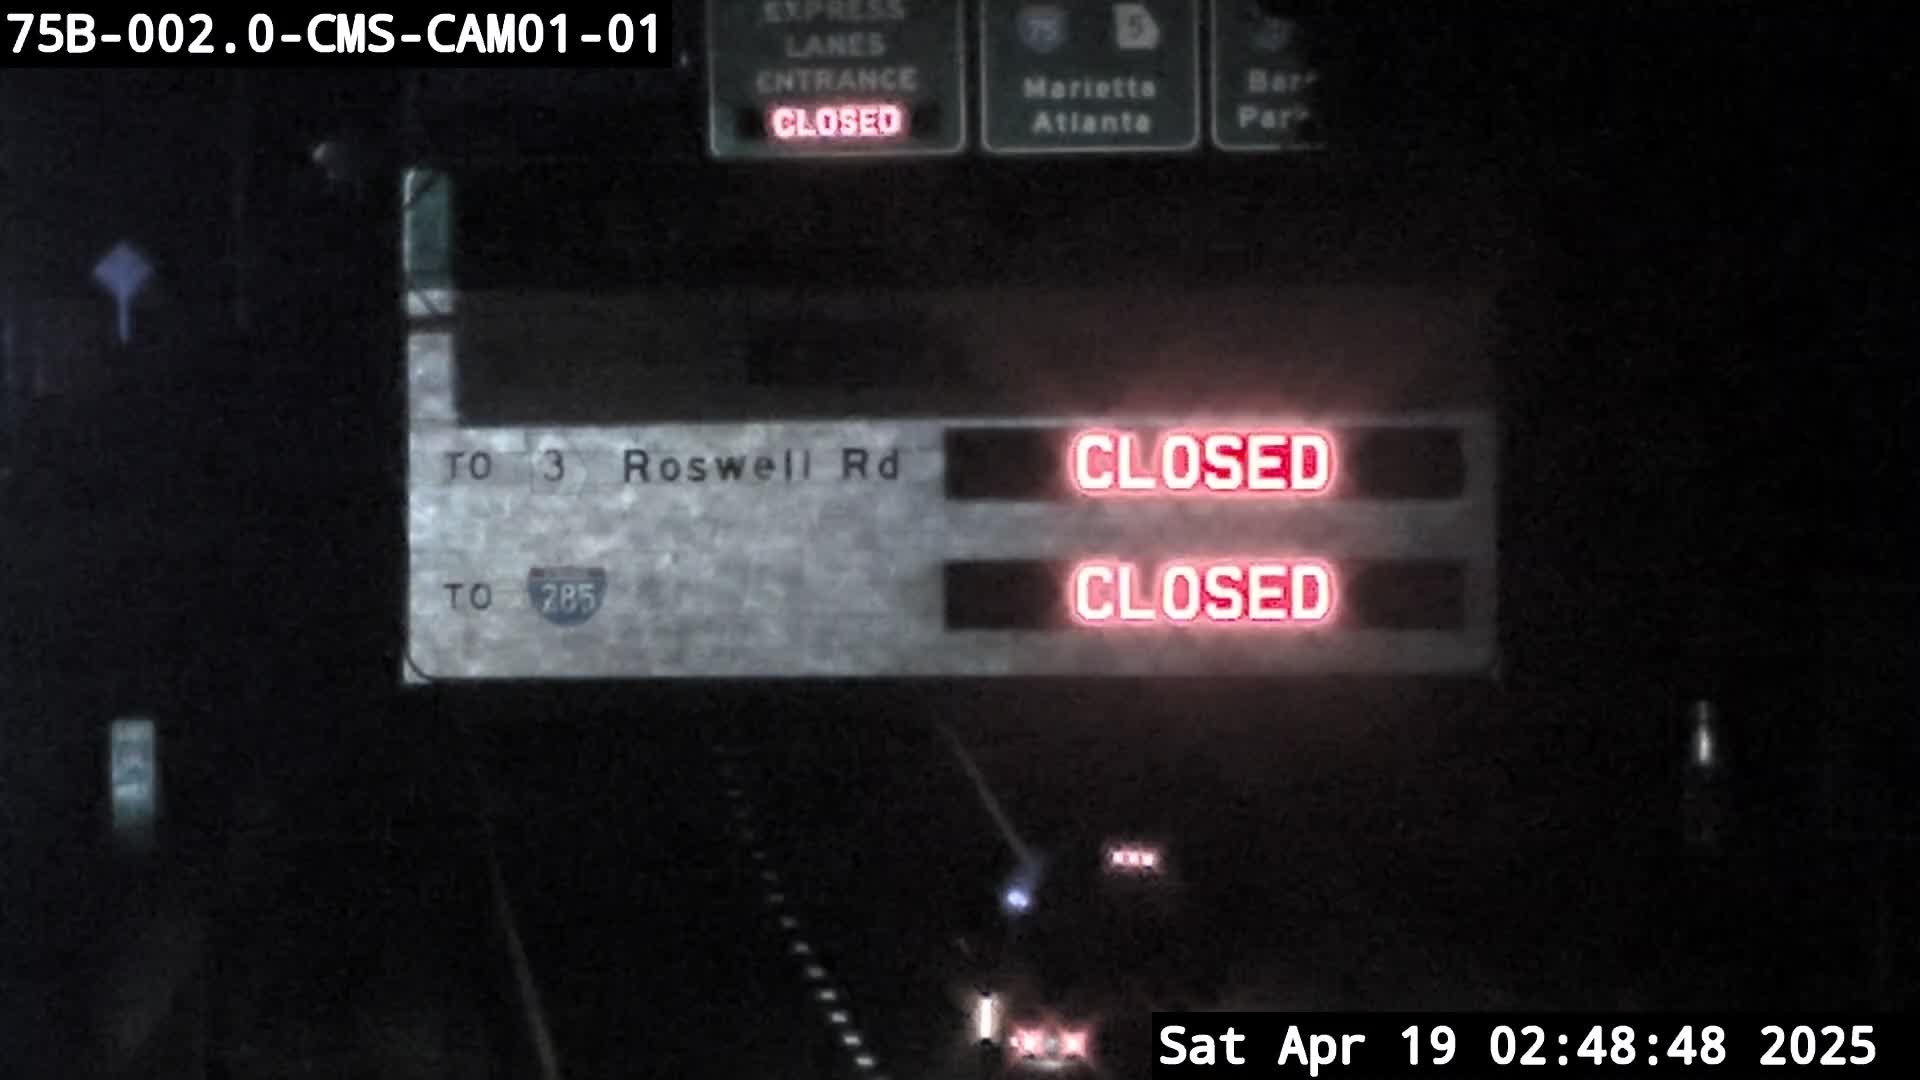 75B-002.0-CMS-CAM01-01
EXPRESS
LANES
ENTRANCE
CLOSED
75 5
Marietta
Atlanta
TO 3 Roswell Rd CLOSED
TO 285 CLOSED
Sat Apr 19 02:48:48 2025